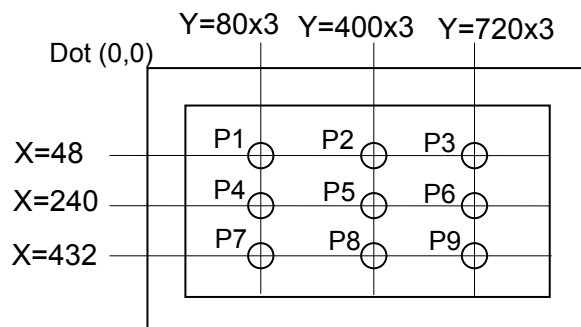 Y=80x3 Y=400x3 Y=720x3
Dot (0,0)
P1 P2 P3
X=48
P4 P5 P6
X=240
P7 P8 P9
X=432